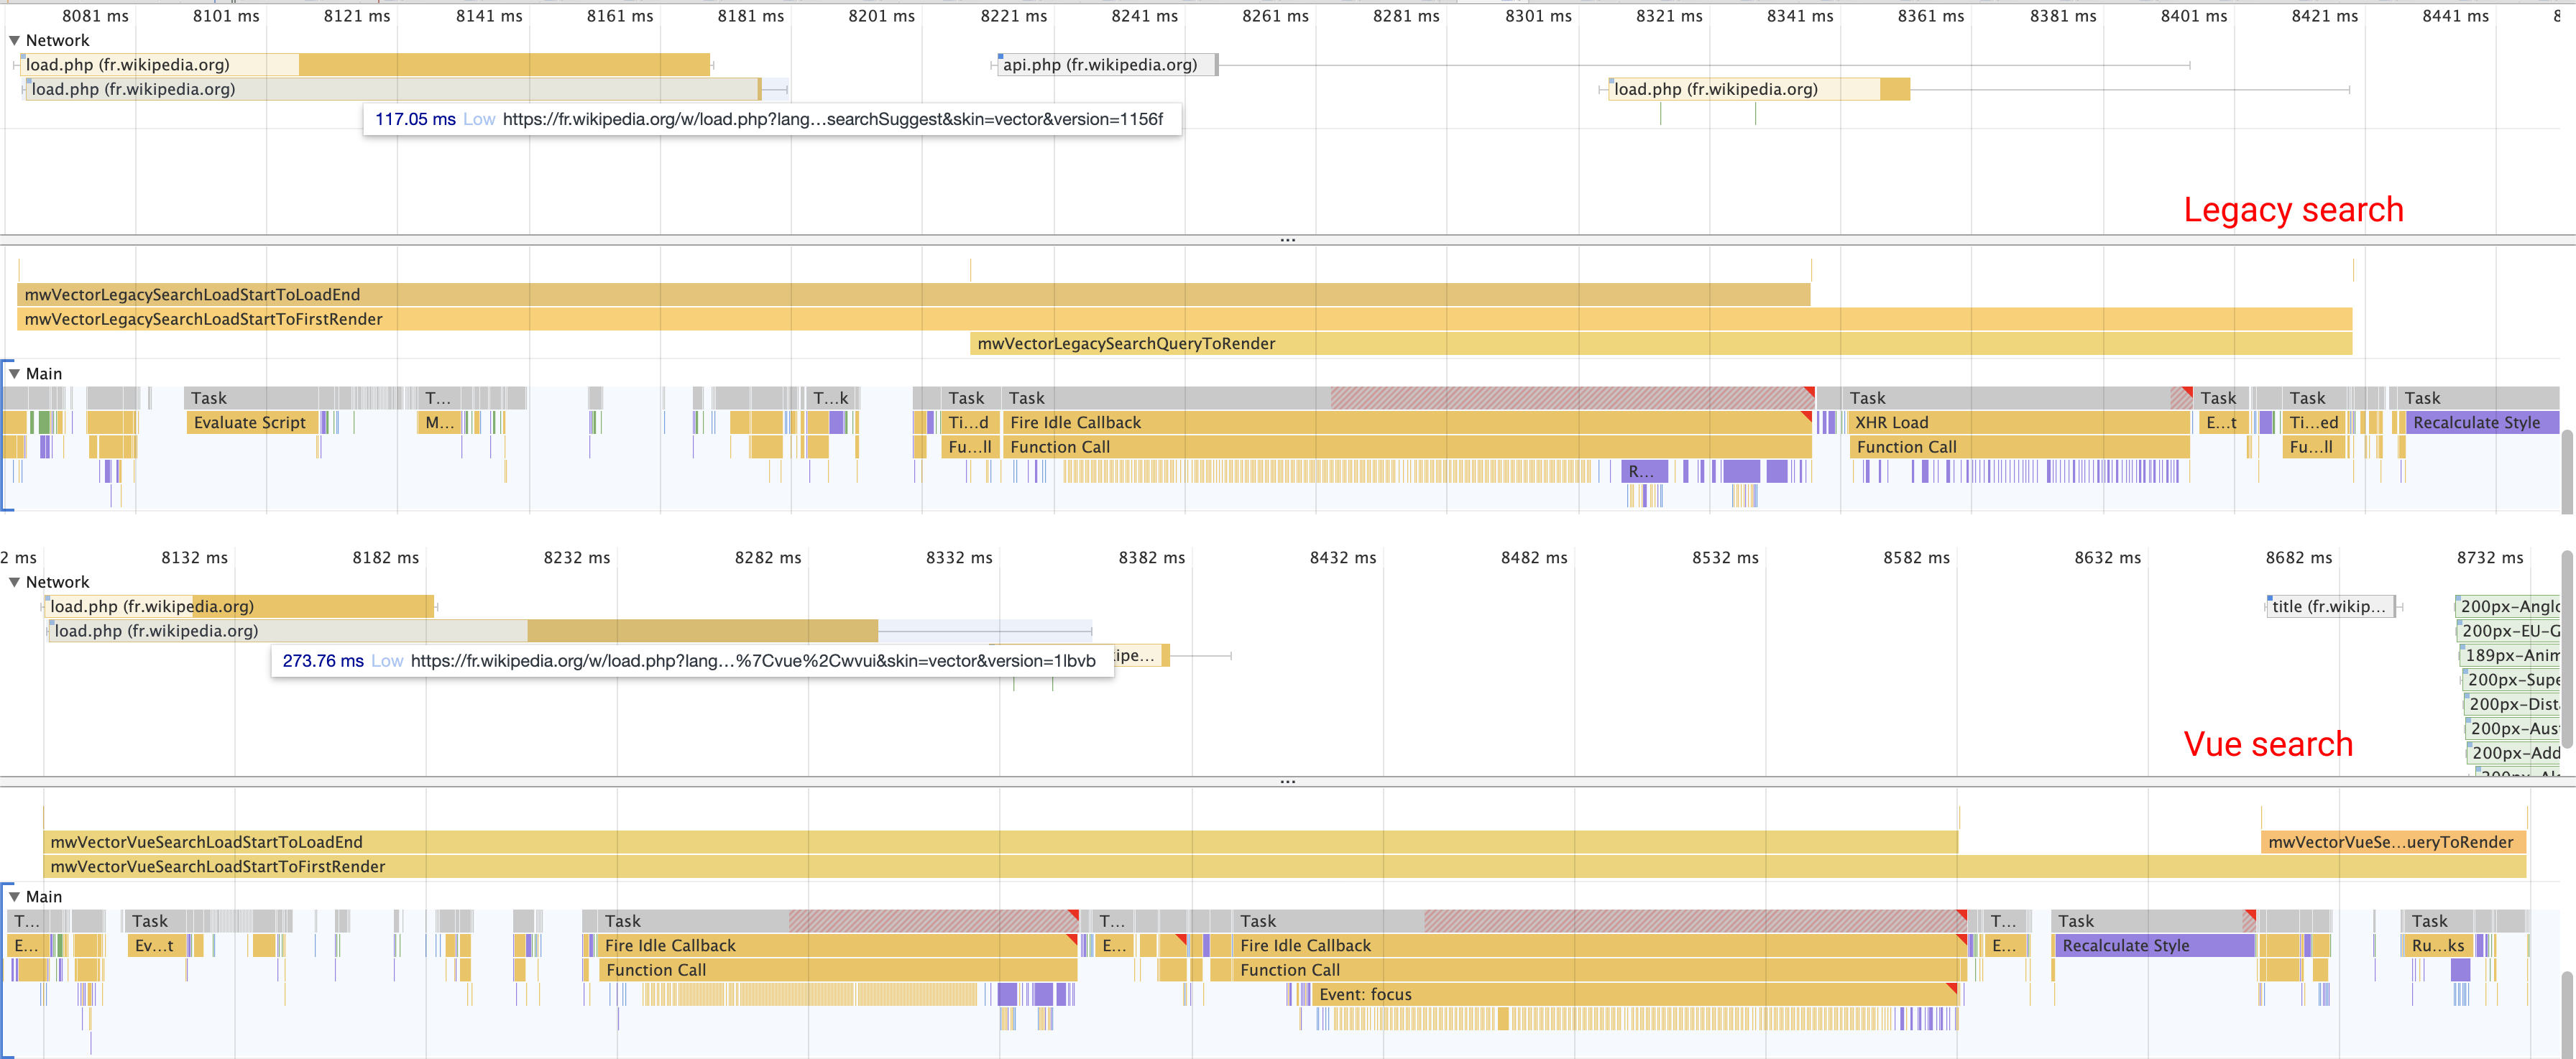 8081 ms 8101 ms 8121 ms 8141 ms 8161 ms 8181 ms 8201 ms 8221 ms 8241 ms 8261 ms 8281 ms 8301 ms 8321 ms 8341 ms 8361 ms 8381 ms 8401 ms 8421 ms 8441 ms 8
Network
load.php (fr.wikipedia.org) api.php (fr.wikipedia.org)
load.php (fr.wikipedia.org) load.php (fr.wikipedia.org)
117.05 ms Low https://fr.wikipedia.org/w/load.php?lang…searchSuggest&skin=vector&version=1156f
Legacy search
...
mwVectorLegacySearchLoadStartToLoadEnd
mwVectorLegacySearchLoadStartToFirstRender
mwVectorLegacySearchQueryToRender
Main
Task T… T…k Task Task Task Task Task Task
Evaluate Script M… Ti…d Fire Idle Callback XHR Load E…t Ti…ed Recalculate Style
Fu…ll Function Call Function Call Fu…ll
R…
2 ms 8132 ms 8182 ms 8232 ms 8282 ms 8332 ms 8382 ms 8432 ms 8482 ms 8532 ms 8582 ms 8632 ms 8682 ms 8732 ms
Network
load.php (fr.wikipedia.org) title (fr.wikip… 200px-Anglo
load.php (fr.wikipedia.org) 200px-EU-G
ipe… 189px-Anim
273.76 ms Low https://fr.wikipedia.org/w/load.php?lang…%7Cvue%2Cwvui&skin=vector&version=1lbvb
200px-Supe
200px-Dist
200px-Aus
Vue search
200px-Add
...
mwVectorVueSearchLoadStartToLoadEnd mwVectorVueSe…ueryToRender
mwVectorVueSearchLoadStartToFirstRender
Main
T… Task Task T… Task T… Task Task
E… Ev…t Fire Idle Callback E… Fire Idle Callback E… Recalculate Style Ru…ks
Function Call Function Call
Event: focus